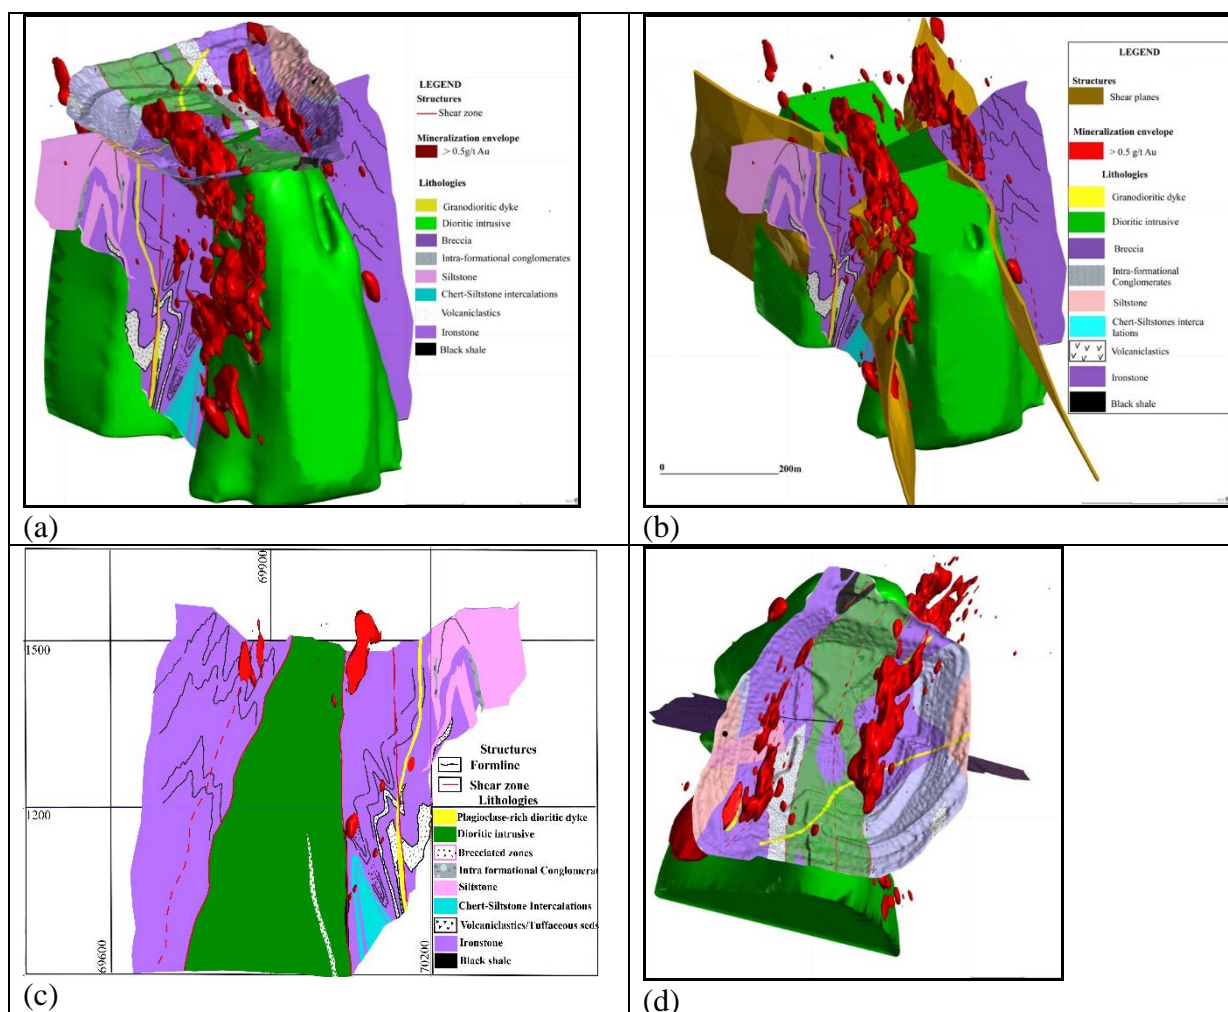 LEGEND
Structures
Shear zone
Mineralization envelope
.> 0.5g/t Au
Lithologies
Granodioritic dyke
Dioritic intrusive
Breccia
Intra-formational conglomerates
Siltstone
Chert-Siltstone intercalations
Volcaniclastics
Ironstone
Black shale
(a)
LEGEND
Structures
Shear planes
Mineralization envelope
> 0.5 g/t Au
Lithologies
Granodioritic dyke
Dioritic intrusive
Breccia
Intra-formational
Conglomerates
Siltstone
Chert-Siltstones interca
lations
Volcaniclastics
Ironstone
Black shale
0 200m
(b)
69900
1500
1200
69600
70200
Structures
Formline
Shear zone
Lithologies
Plagioclase-rich dioritic dyke
Dioritic intrusive
Brecciated zones
Intra formational Conglomerat
Siltstone
Chert-Siltstone Intercalations
Volcaniclastics/Tuffaceous seds
Ironstone
Black shale
(c)
(d)